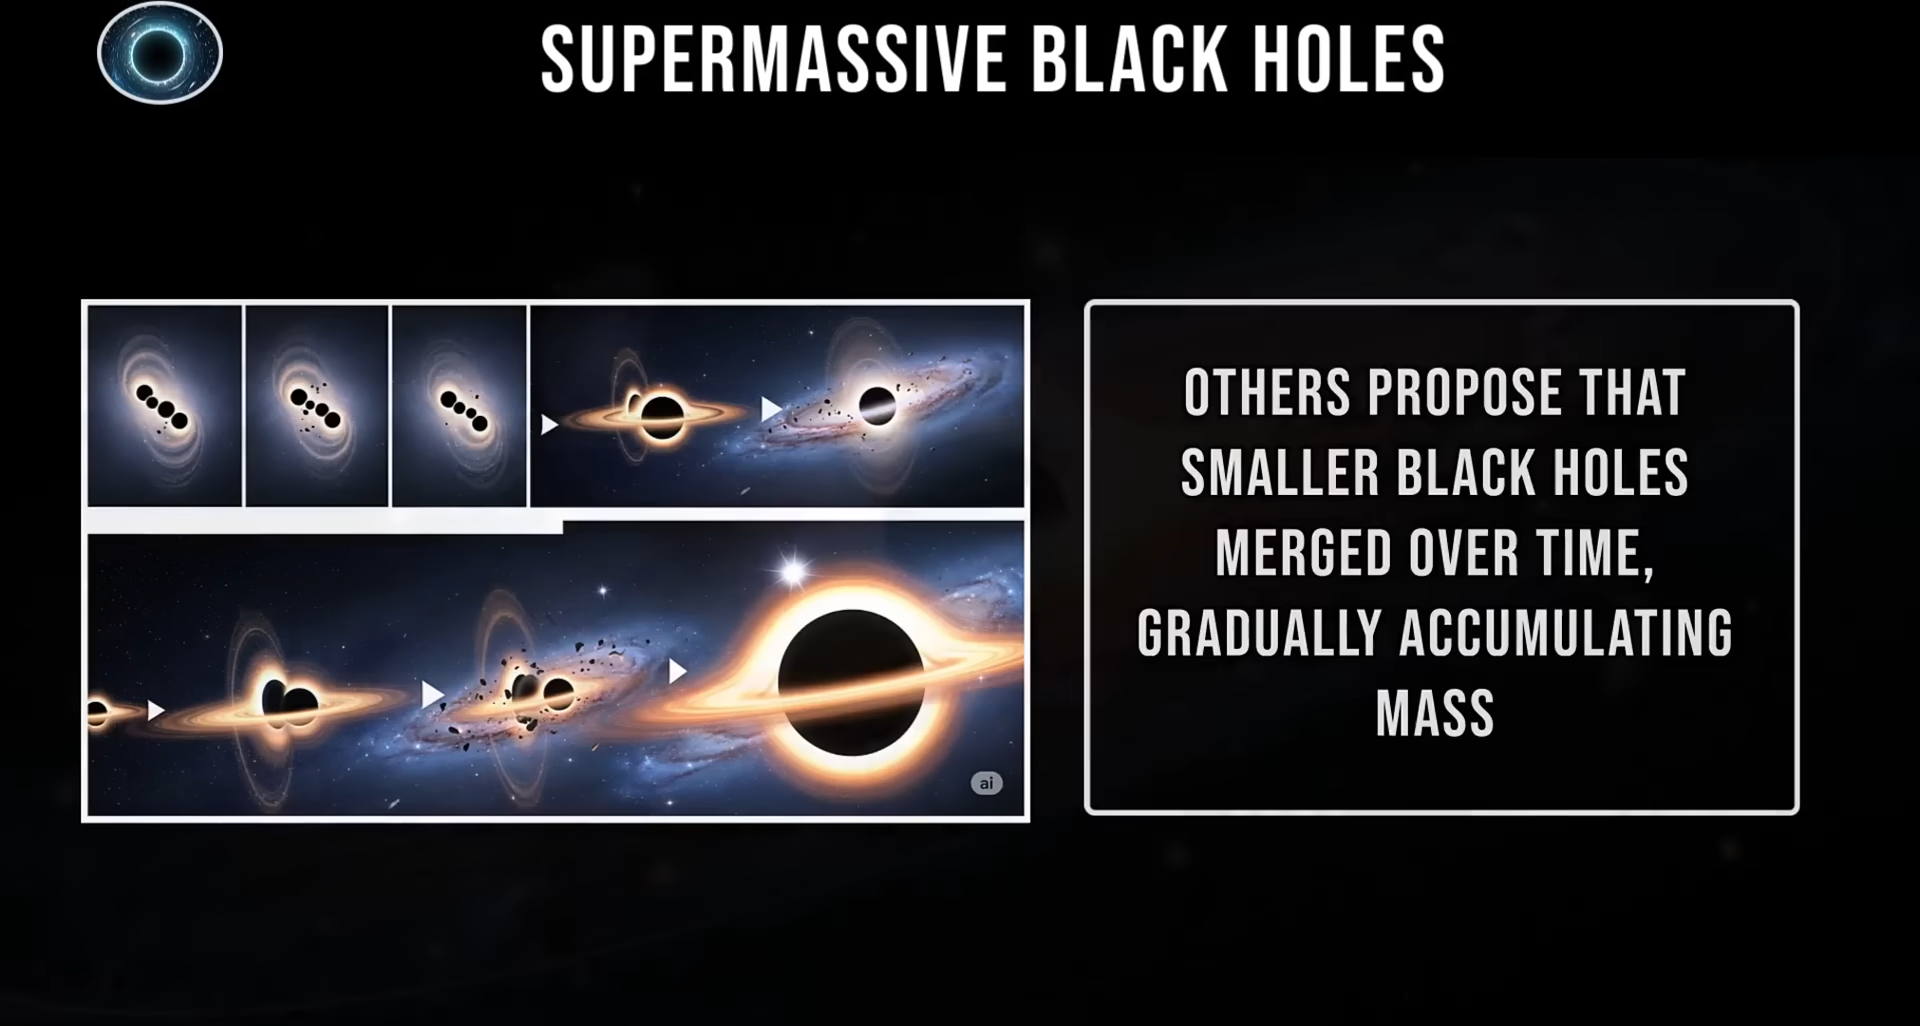 SUPERMASSIVE BLACK HOLES
OTHERS PROPOSE THAT
SMALLER BLACK HOLES
MERGED OVER TIME,
GRADUALLY ACCUMULATING
MASS
ai